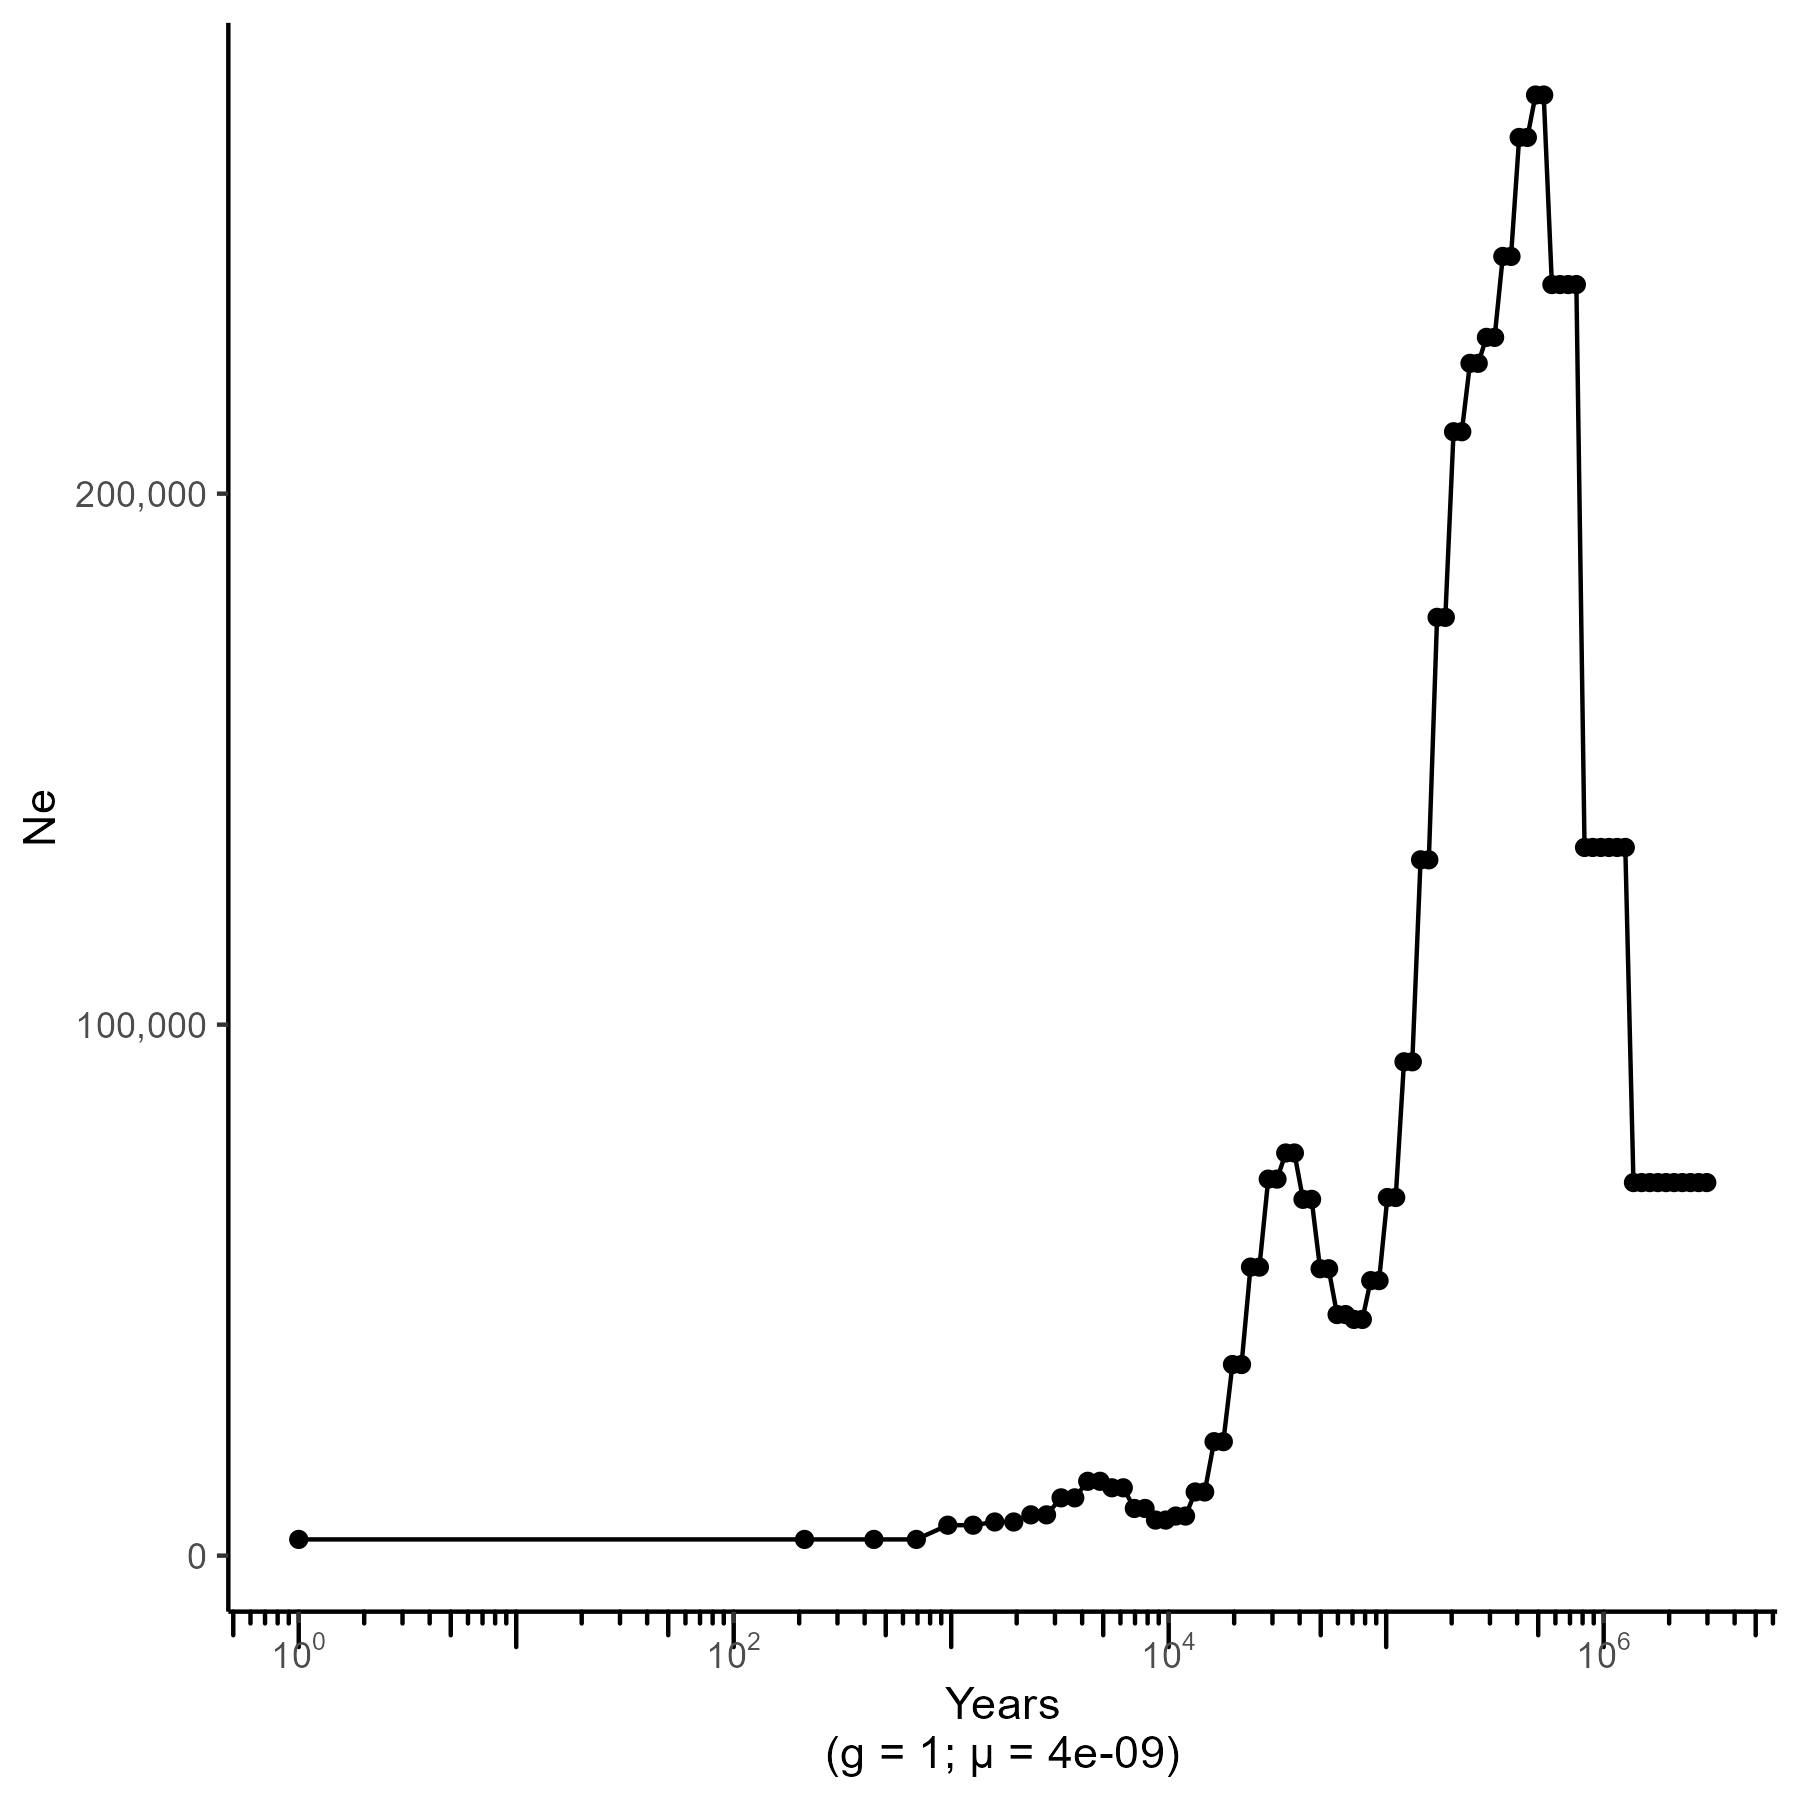 Ne
200,000
100,000
0
10⁰ 10² 10⁴ 10⁶
Years
(g = 1; μ = 4e-09)